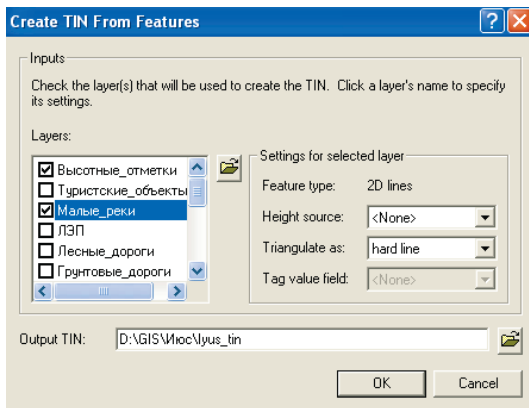 Create TIN From Features
Inputs
Check the layer(s) that will be used to create the TIN. Click a layer's name to specify
its settings.
Layers:
Высотные_отметки
Туристские_объекты
Малые_реки
ЛЭП
Лесные_дороги
Грунтовые_дороги
Settings for selected layer
Feature type: 2D lines
Height source: <None>
Triangulate as: hard line
Tag value field: <None>
Output TIN: D:\GIS\Июс\Iyus_tin
OK Cancel